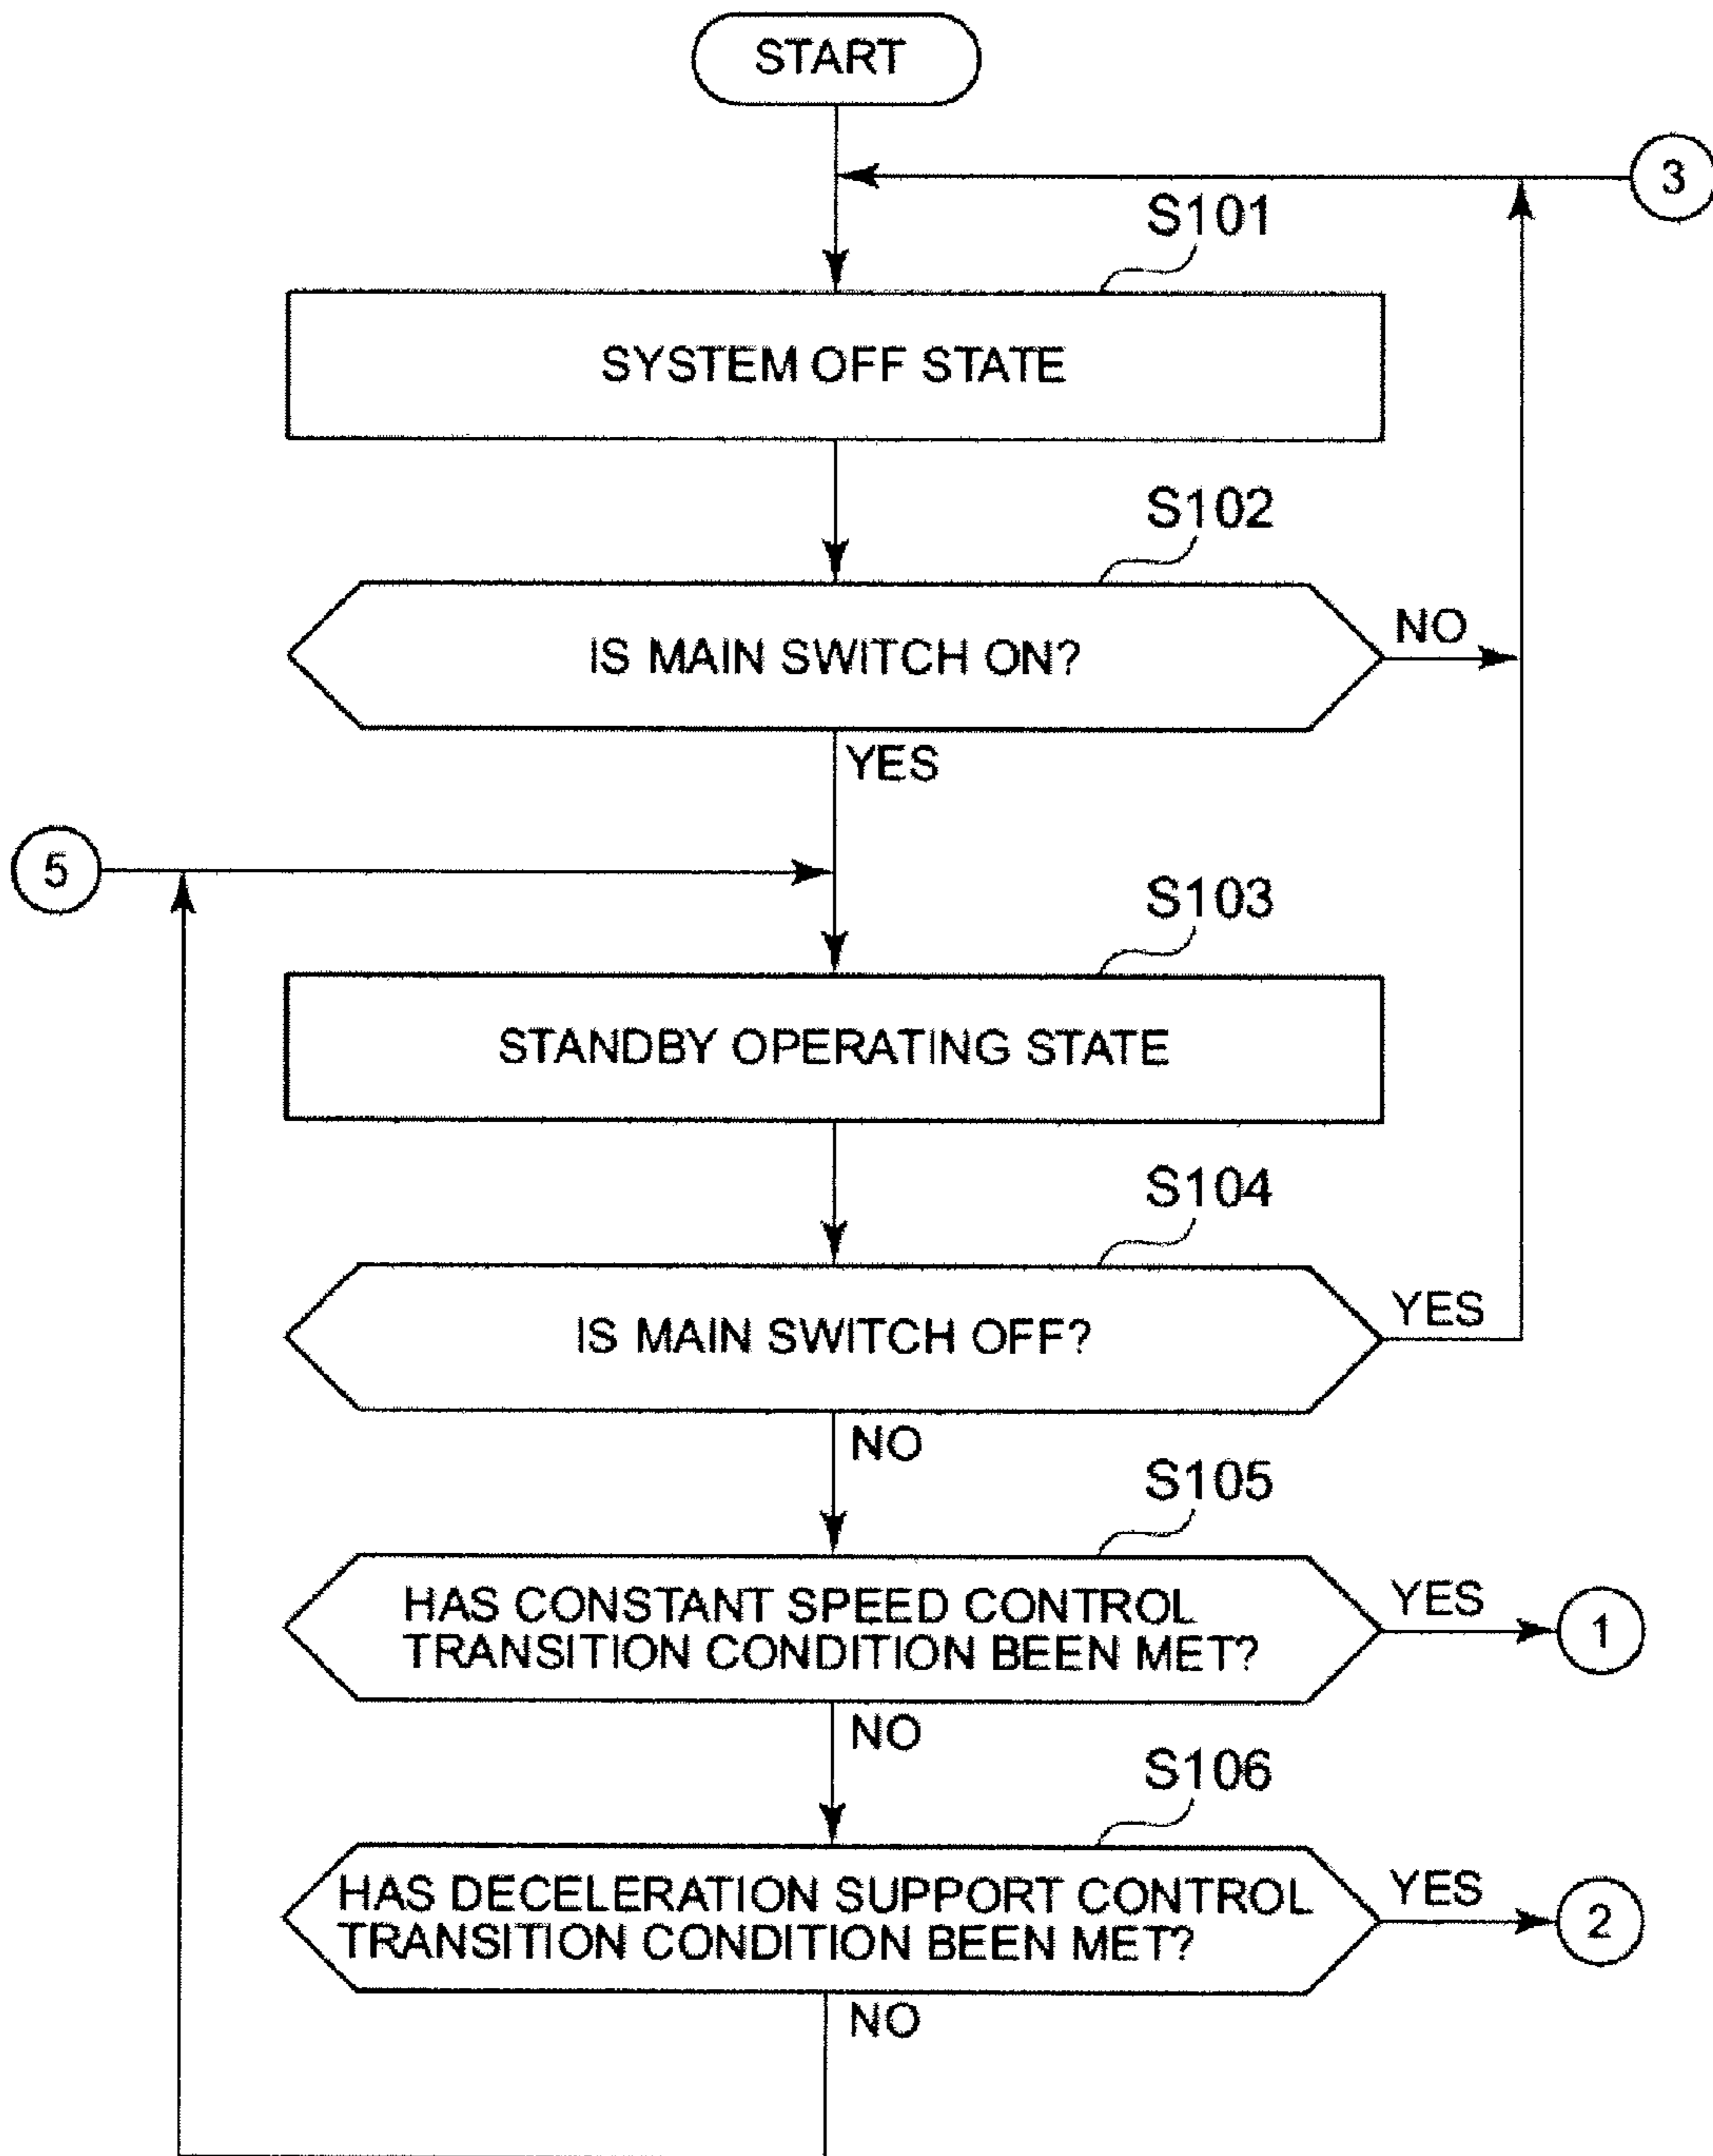 START
3
S101
SYSTEM OFF STATE
S102
IS MAIN SWITCH ON?
NO
YES
5
S103
STANDBY OPERATING STATE
S104
IS MAIN SWITCH OFF?
YES
NO
S105
HAS CONSTANT SPEED CONTROL
TRANSITION CONDITION BEEN MET?
YES
1
NO
S106
HAS DECELERATION SUPPORT CONTROL
TRANSITION CONDITION BEEN MET?
YES
2
NO